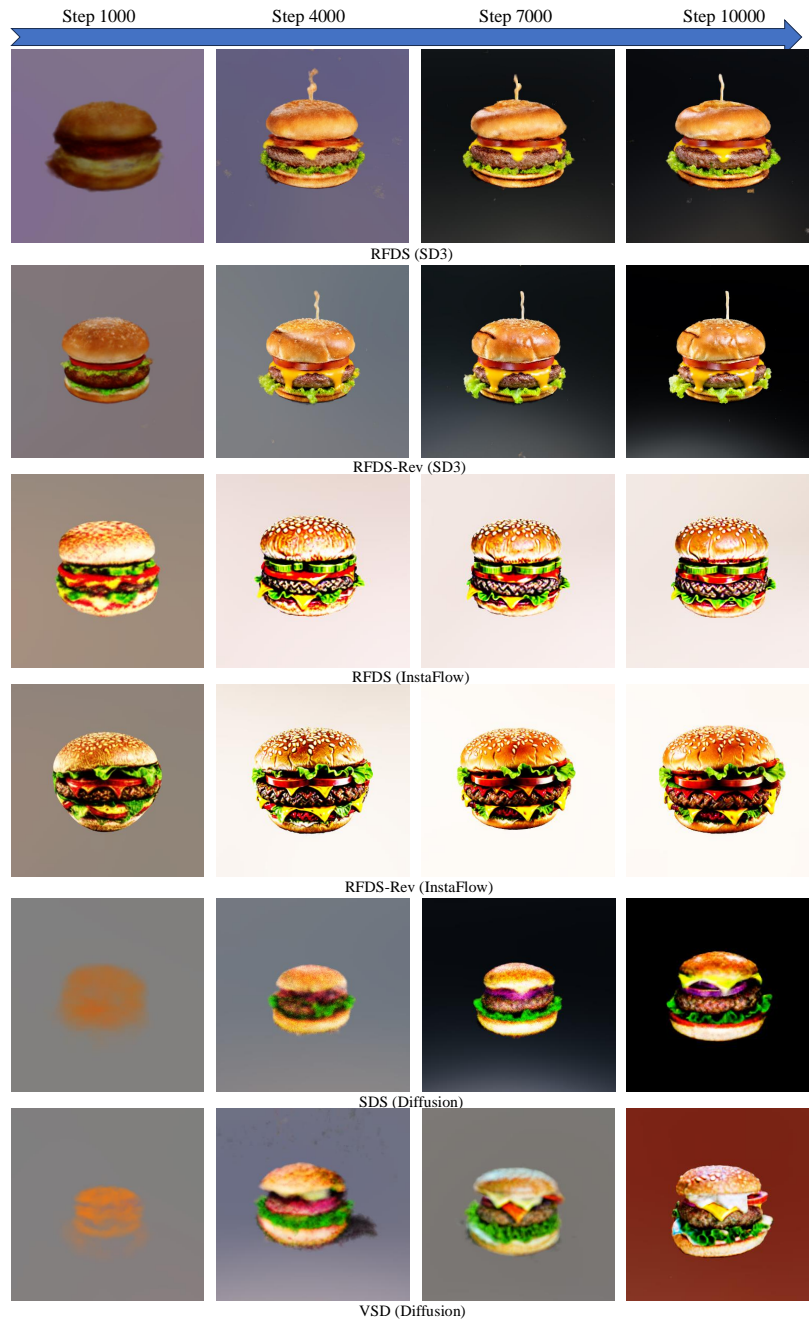 Step 1000 Step 4000 Step 7000 Step 10000
RFDS (SD3)
RFDS-Rev (SD3)
RFDS (InstaFlow)
RFDS-Rev (InstaFlow)
SDS (Diffusion)
VSD (Diffusion)